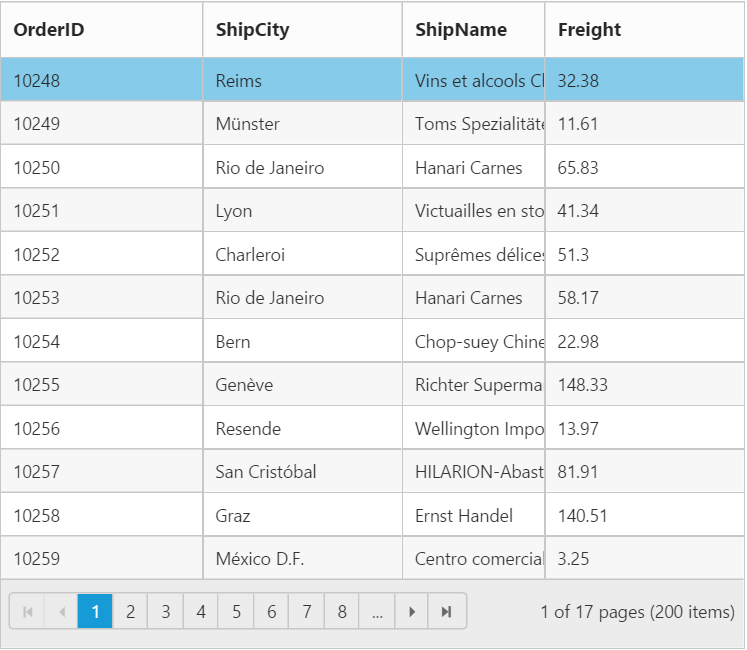 OrderID ShipCity ShipName Freight
10248 Reims Vins et alcools 32.38
10249 Münster Toms 11.61
10250 Rio de Janeiro Hanari Carnes 65.83
10251 Lyon Victuailles en sto 41.34
10252 Charleroi Suprêmes délices 51.3
10253 Rio de Janeiro Hanari Carnes 58.17
10254 Bern Chop-suey Chine 22.98
10255 Genève Richter Superma 148.33
10256 Resende Wellington Impo 13.97
10257 San Cristóbal HILARION-Abast 81.91
10258 Graz Ernst Handel 140.51
10259 México D.F. Centro comercial 3.25
1 2 3 4 5 6 7 8 ... 1 of 17 pages (200 items)